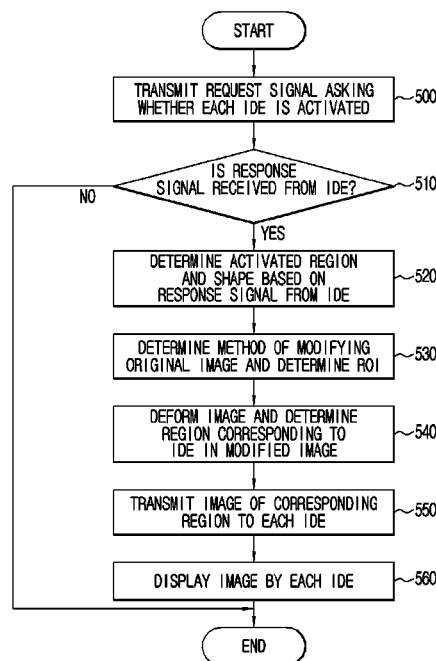 START
TRANSMIT REQUEST SIGNAL ASKING
WHETHER EACH IDE IS ACTIVATED
500
IS RESPONSE
SIGNAL RECEIVED FROM IDE?
510
NO
YES
DETERMINE ACTIVATED REGION
AND SHAPE BASED ON
RESPONSE SIGNAL FROM IDE
520
DETERMINE METHOD OF MODIFYING
ORIGINAL IMAGE AND DETERMINE ROI
530
DEFORM IMAGE AND DETERMINE
REGION CORRESPONDING TO
IDE IN MODIFIED IMAGE
540
TRANSMIT IMAGE OF CORRESPONDING
REGION TO EACH IDE
550
DISPLAY IMAGE BY EACH IDE
560
END